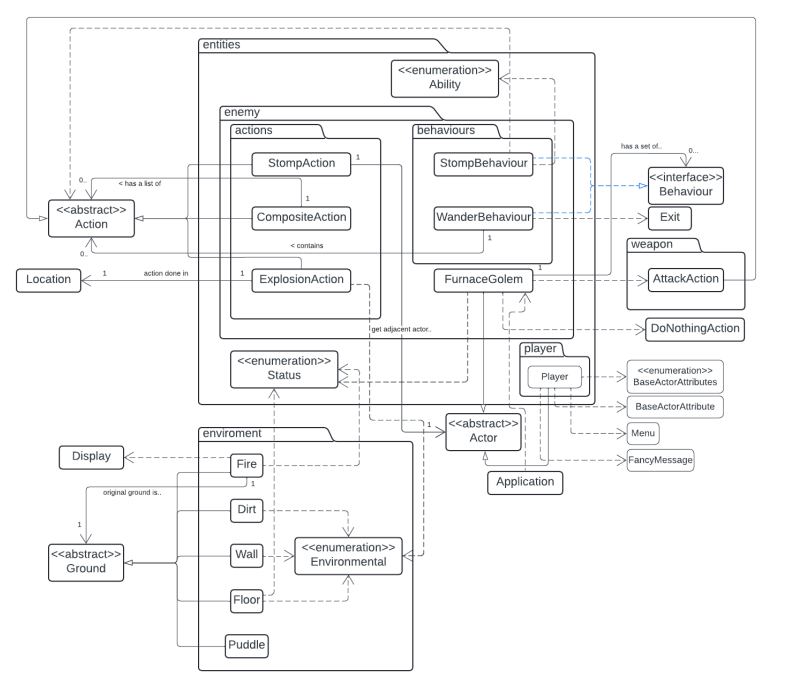 entities
<<enumeration>>
Ability
enemy
actions
behaviours
StompAction
1
StompBehaviour
has a set of..
0...
<<interface>>
Behaviour
0..
< has a list of
1
<<abstract>>
Action
CompositeAction
WanderBehaviour
Exit
0..
< contains
1
weapon
Location
1
action done in
1
ExplosionAction
FurnaceGolem
1
AttackAction
get adjacent actor..
DoNothingAction
<<enumeration>>
Status
player
Player
<<enumeration>>
BaseActorAttributes
BaseActorAttribute
1
<<abstract>>
Actor
Menu
FancyMessage
enviroment
Display
Fire
1
Application
original ground is..
1
Dirt
<<abstract>>
Ground
Wall
<<enumeration>>
Environmental
Floor
Puddle